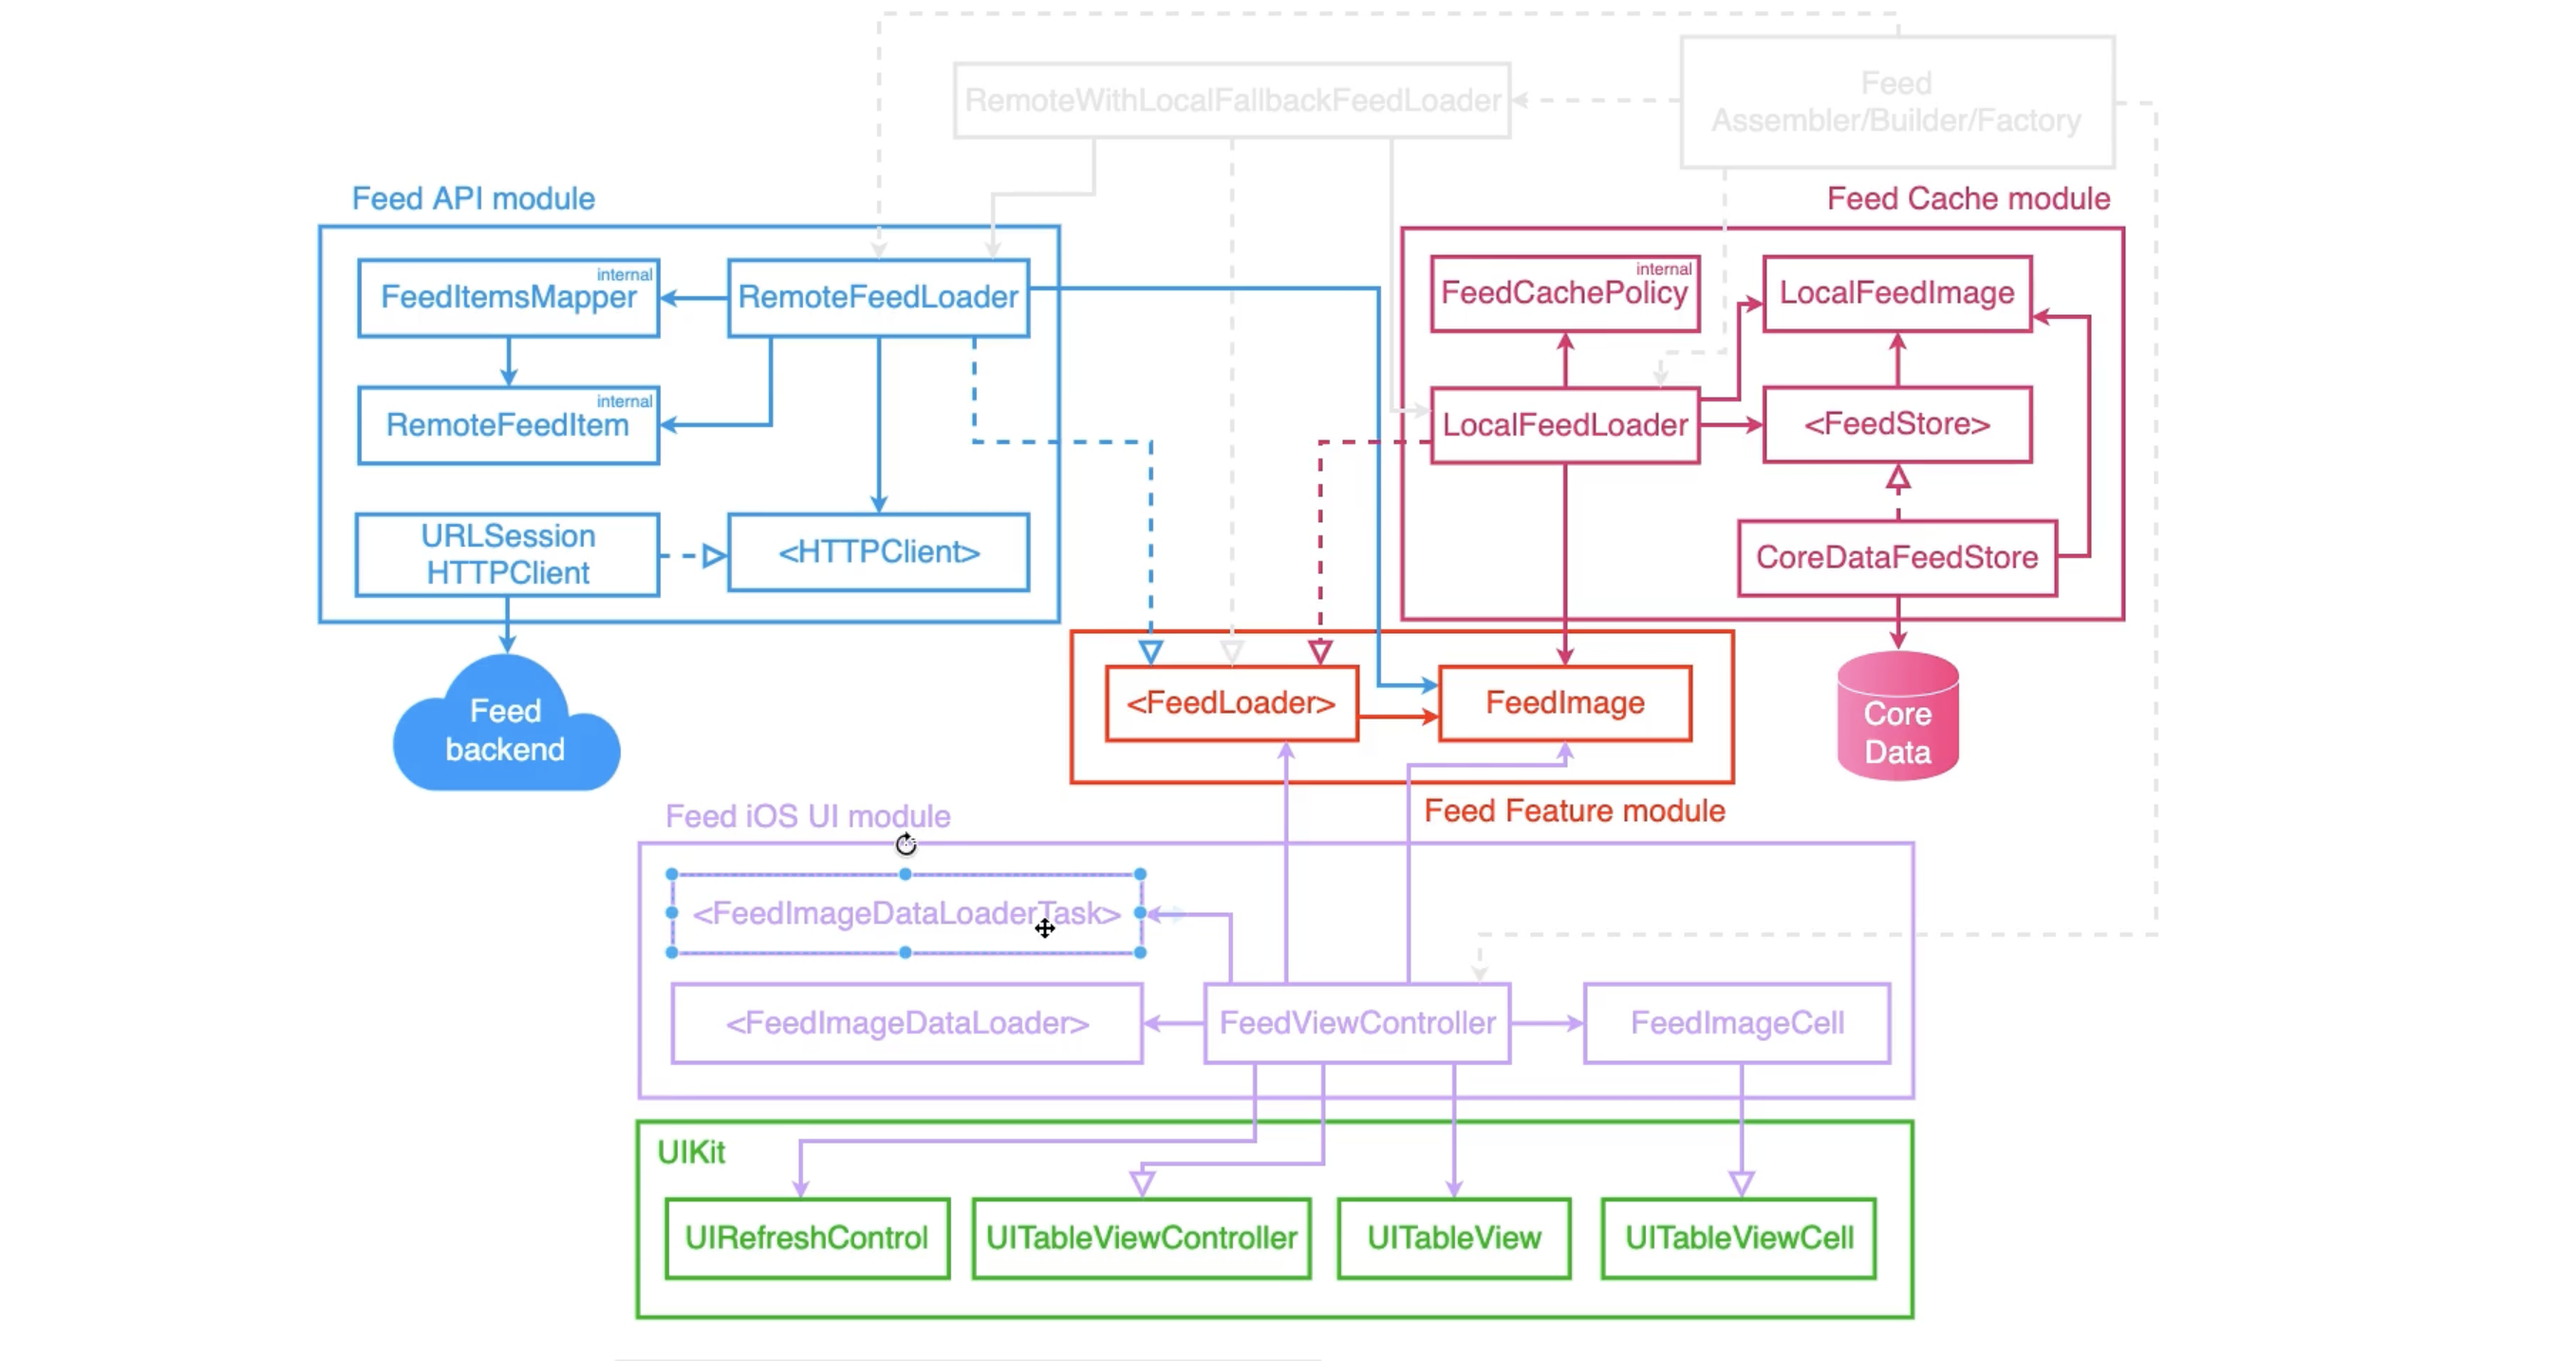 RemoteWithLocalFallbackFeedLoader
Feed
Assembler/Builder/Factory
Feed API module
Feed Cache module
internal
FeedItemsMapper
RemoteFeedLoader
internal
FeedCachePolicy
LocalFeedImage
internal
RemoteFeedItem
LocalFeedLoader
<FeedStore>
URLSession
HTTPClient
<HTTPClient>
CoreDataFeedStore
Feed
backend
<FeedLoader>
FeedImage
Core
Data
Feed iOS UI module
Feed Feature module
<FeedImageDataLoaderTask>
<FeedImageDataLoader>
FeedViewController
FeedImageCell
UIKit
UIRefreshControl
UITableViewController
UITableView
UITableViewCell